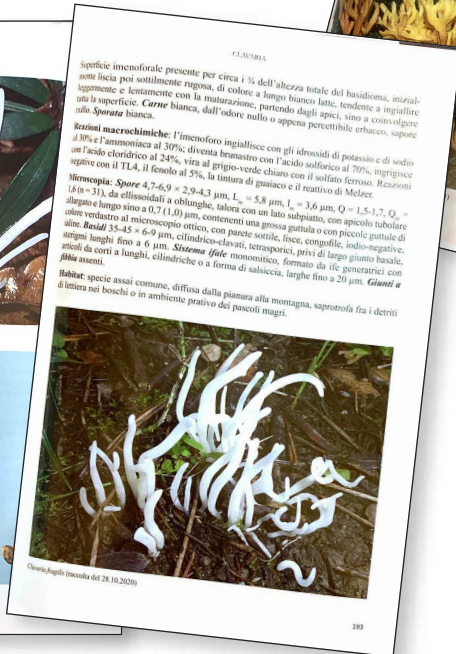 CLAVARIA
Superficie imenoforale presente per circa i ¾ dell'altezza totale del basidioma, inizial-
mente liscia poi sottilmente rugosa, di colore a lungo bianco latte, tendente a ingiallire
leggermente e lentamente con la maturazione, partendo dagli apici, sino a coinvolgere
tutta la superficie. Carne bianca, dall'odore nullo o appena percettibile erbaceo, sapore
nullo. Sporata bianca.
Reazioni macrochimiche: l'imenoforo ingiallisce con gli idrossidi di potassio e di sodio
al 30% e l'ammoniaca al 30%; diventa brunastro con l'acido solforico al 70%, ingrigisce
con l'acido cloridrico al 24%, vira al grigio-verde chiaro con il solfato ferroso. Reazioni
negative con il TL4, il fenolo al 5%, la tintura di guaiaco e il reattivo di Melzer.
Microscopia: Spore 4,7-6,9 × 2,9-4,3 µm, Lm = 5,8 µm, lm = 3,6 µm, Q = 1,5-1,7, Qm =
1,6 (n = 31), da ellissoidali a oblunghe, talora con un lato subpiatto, con apicolo tubolare
allargato e lungo sino a 0,7 (1,0) µm, contenenti una grossa guttula o con piccole guttule di
colore verdastro al microscopio ottico, con parete sottile, lisce, congofile, iodio-negative,
ialine. Basidi 35-45 × 6-9 µm, cilindrico-clavati, tetrasporici, privi di largo giunto basale,
sterigmi lunghi fino a 6 µm. Sistema ifale monomitico, formato da ife generatrici con
articoli da corti a lunghi, cilindriche o a forma di salsiccia, larghe fino a 20 µm. Giunti a
fibbia assenti.
Habitat: specie assai comune, diffusa dalla pianura alla montagna, saprotrofa fra i detriti
di lettiera nei boschi o in ambiente prativo dei pascoli magri.
Clavaria fragilis (raccolta del 28.10.2020)
193